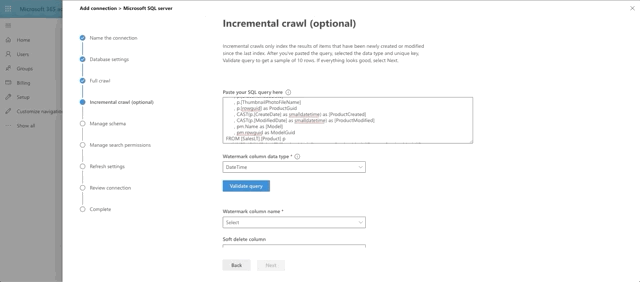 Microsoft 365
Add connection > Microsoft SQL server
Home
Users
Groups
Billing
Setup
Customize navigation
Show all
Name the connection
Database settings
Full crawl
Incremental crawl (optional)
Manage schema
Manage search permissions
Refresh settings
Review connection
Complete
Incremental crawl (optional)
Incremental crawls only index the results of items that have been newly created or modified
since the last index. After you've pasted the query, selected the data type and unique key,
Validate query to get a sample of 10 rows. If everything looks good, select Next.
Paste your SQL query here
, p.[ThumbnailPhotoFileName]
, p.[rowguid] as ProductGuid
, CAST(p.[CreateDate] as smalldatetime) as [ProductCreated]
, CAST(p.[ModifiedDate] as smalldatetime) as [ProductModified]
, pm.Name as [Model]
, pm.rowguid as ModelGuid
FROM [SalesLT].[Product] p
Watermark column data type *
DateTime
Validate query
Watermark column name *
Select
Soft delete column
Back
Next